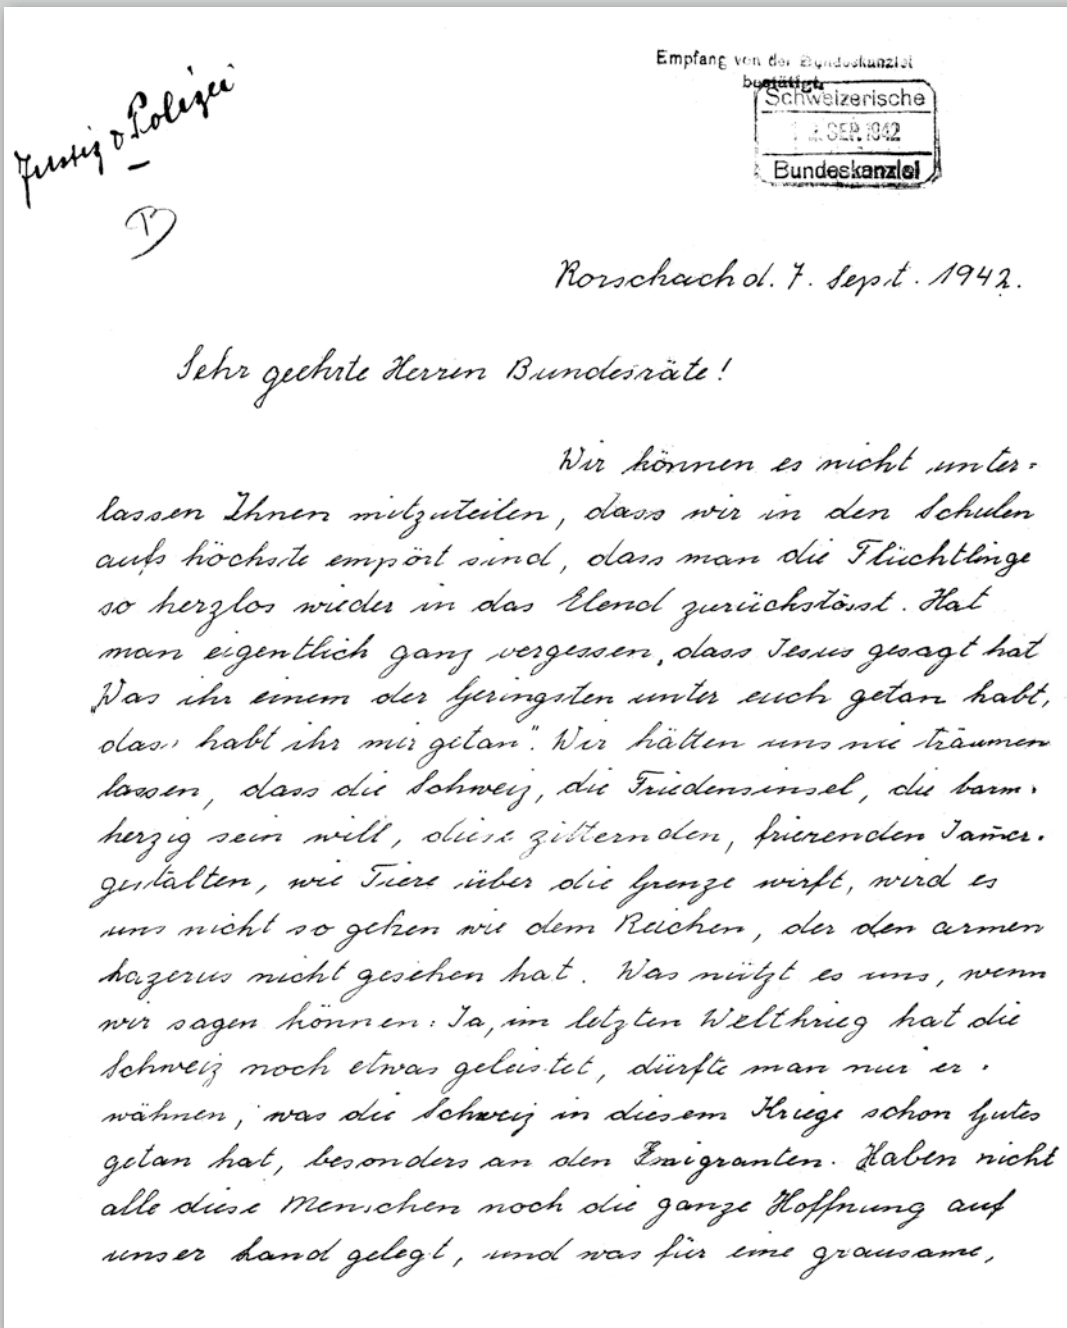 Justiz & Polizei
B
Empfang von der Bundeskanzlei
bestätigt.
Schweizerische
SEP. 1942
Bundeskanzlei
Rorschach d. 7. Sept. 1942.
Sehr geehrte Herren Bundesräte!
Wir können es nicht unter-
lassen Ihnen mitzuteilen, dass wir in den Schulen
aufs höchste empört sind, dass man die Flüchtlinge
so herzlos wieder in das Elend zurückstösst. Hat
man eigentlich ganz vergessen, dass Jesus gesagt hat
„Was ihr einem der Geringsten unter euch getan habt,
das habt ihr mir getan". Wir hätten uns nie träumen
lassen, dass die Schweiz, die Friedensinsel, die barm-
herzig sein will, diese zitternden, frierenden Jam̄er-
gestalten, wie Tiere über die Grenze wirft, wird es
uns nicht so gehen wie dem Reichen, der den armen
Lazerus nicht gesehen hat. Was nützt es uns, wenn
wir sagen können: Ja, im letzten Weltkrieg hat die
Schweiz noch etwas geleistet, dürfte man nur er-
wähnen, was die Schweiz in diesem Kriege schon Gutes
getan hat, besonders an den Emigranten. Haben nicht
alle diese Menschen noch die ganze Hoffnung auf
unser Land gelegt, und was für eine grausame,